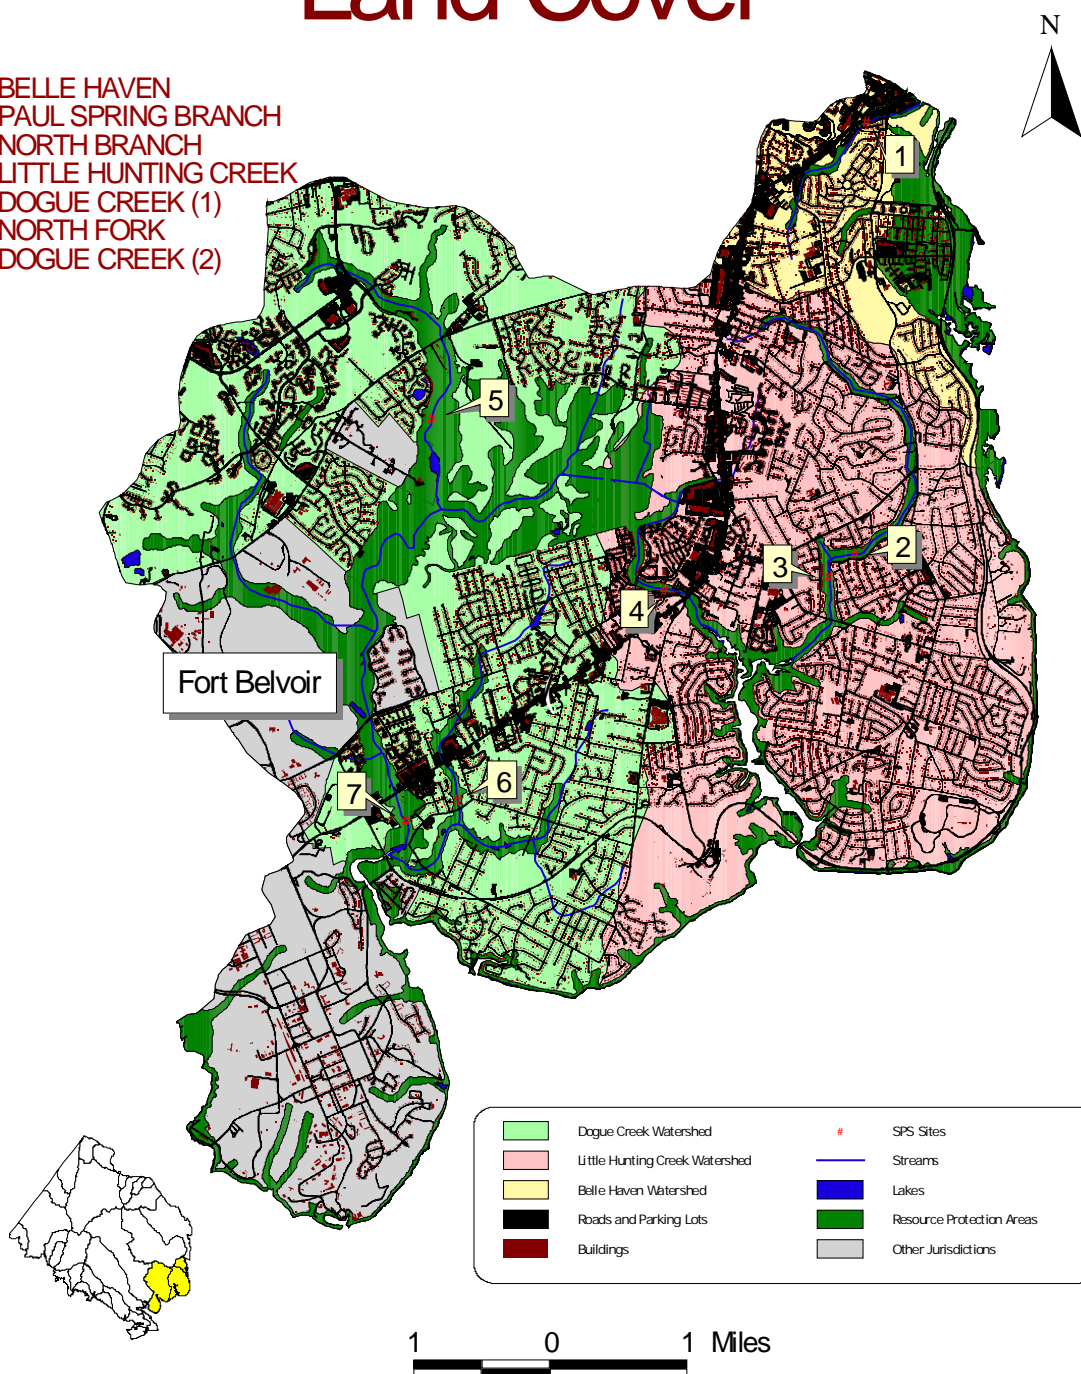 Land Cover
N
BELLE HAVEN
PAUL SPRING BRANCH
NORTH BRANCH
LITTLE HUNTING CREEK
DOGUE CREEK (1)
NORTH FORK
DOGUE CREEK (2)
1
5
2
3
4
Fort Belvoir
6
7
Dogue Creek Watershed
Little Hunting Creek Watershed
Belle Haven Watershed
Roads and Parking Lots
Buildings
# SPS Sites
Streams
Lakes
Resource Protection Areas
Other Jurisdictions
1 0 1 Miles